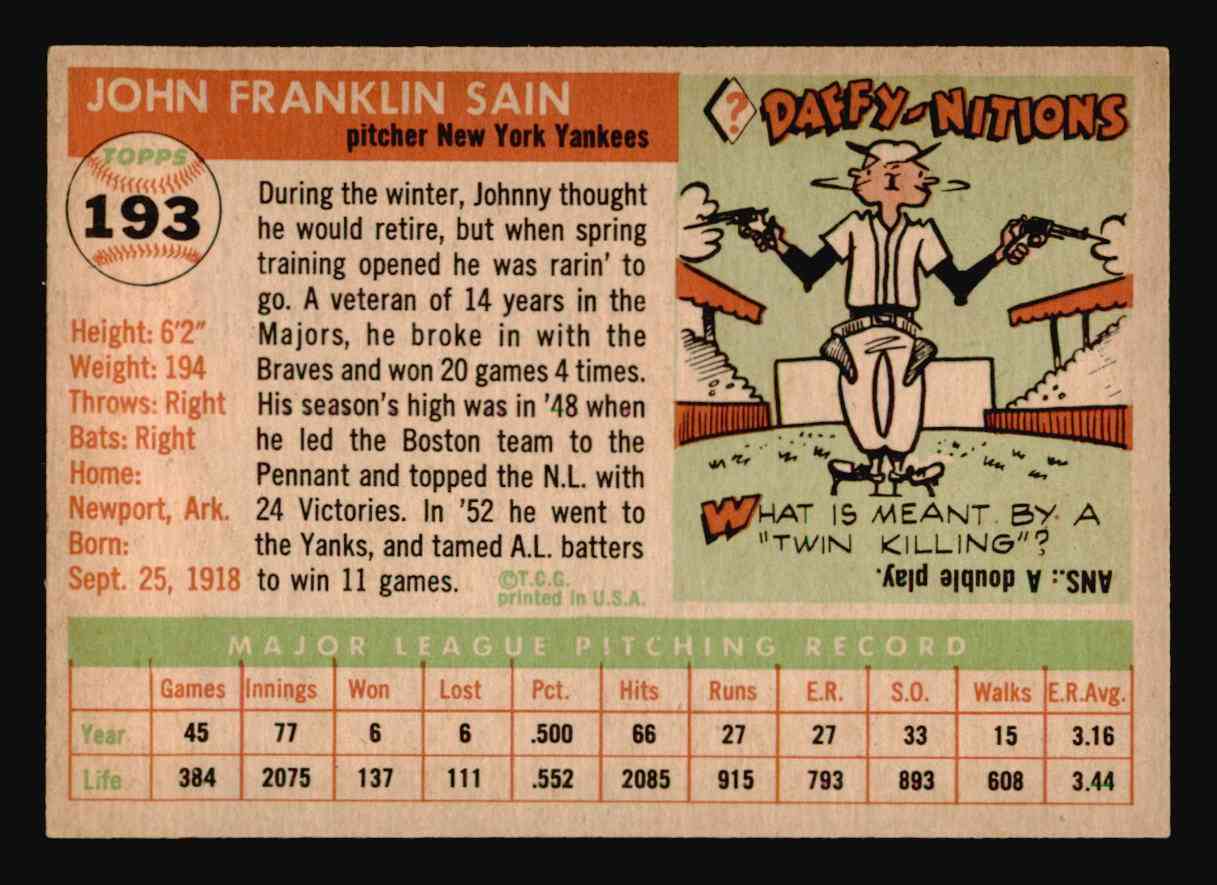 JOHN FRANKLIN SAIN
pitcher New York Yankees
TOPPS
193
Height: 6'2"
Weight: 194
Throws: Right
Bats: Right
Home:
Newport, Ark.
Born:
Sept. 25, 1918
During the winter, Johnny thought
he would retire, but when spring
training opened he was rarin' to
go. A veteran of 14 years in the
Majors, he broke in with the
Braves and won 20 games 4 times.
His season's high was in '48 when
he led the Boston team to the
Pennant and topped the N.L. with
24 Victories. In '52 he went to
the Yanks, and tamed A.L. batters
to win 11 games.
©T.C.G.
printed in U.S.A.
? DAFFY-NITIONS
WHAT IS MEANT BY A
"TWIN KILLING"?
ANS.: A double play.
MAJOR LEAGUE PITCHING RECORD
Games Innings Won Lost Pct. Hits Runs E.R. S.O. Walks E.R.Avg.
Year 45 77 6 6 .500 66 27 27 33 15 3.16
Life 384 2075 137 111 .552 2085 915 793 893 608 3.44